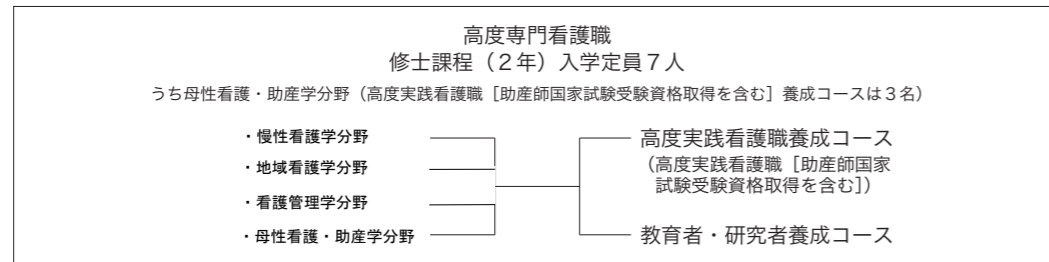 高度専門看護職
修士課程（２年）入学定員７人
うち母性看護・助産学分野（高度実践看護職［助産師国家試験受験資格取得を含む］養成コースは３名）
・慢性看護学分野
・地域看護学分野
・看護管理学分野
・母性看護・助産学分野
高度実践看護職養成コース
（高度実践看護職［助産師国家
試験受験資格取得を含む］）
教育者・研究者養成コース